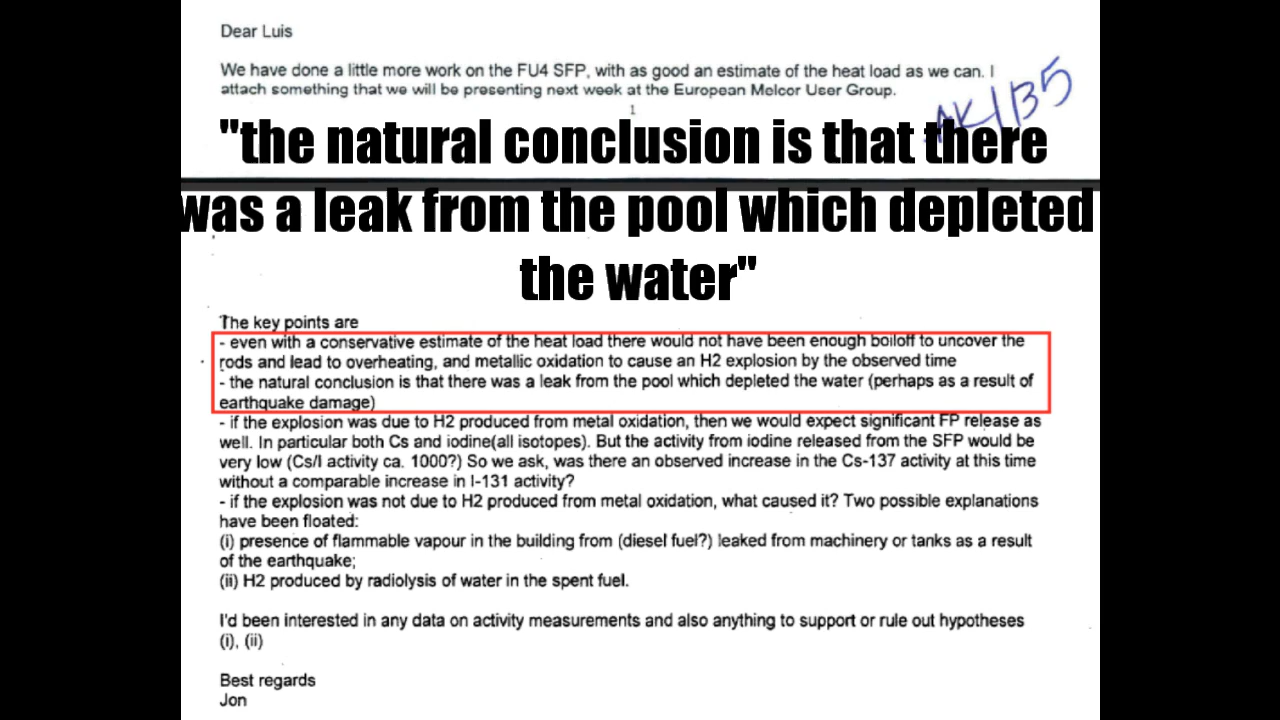 Dear Luis
We have done a little more work on the FU4 SFP, with as good an estimate of the heat load as we can. I
attach something that we will be presenting next week at the European Melcor User Group.
1
AK/B5
"the natural conclusion is that there
was a leak from the pool which depleted
the water"
The key points are
- even with a conservative estimate of the heat load there would not have been enough boiloff to uncover the
rods and lead to overheating, and metallic oxidation to cause an H2 explosion by the observed time
- the natural conclusion is that there was a leak from the pool which depleted the water (perhaps as a result of
earthquake damage)
- if the explosion was due to H2 produced from metal oxidation, then we would expect significant FP release as
well. In particular both Cs and iodine(all isotopes). But the activity from iodine released from the SFP would be
very low (Cs/I activity ca. 1000?) So we ask, was there an observed increase in the Cs-137 activity at this time
without a comparable increase in I-131 activity?
- if the explosion was not due to H2 produced from metal oxidation, what caused it? Two possible explanations
have been floated:
(i) presence of flammable vapour in the building from (diesel fuel?) leaked from machinery or tanks as a result
of the earthquake;
(ii) H2 produced by radiolysis of water in the spent fuel.
I'd been interested in any data on activity measurements and also anything to support or rule out hypotheses
(i), (ii)
Best regards
Jon